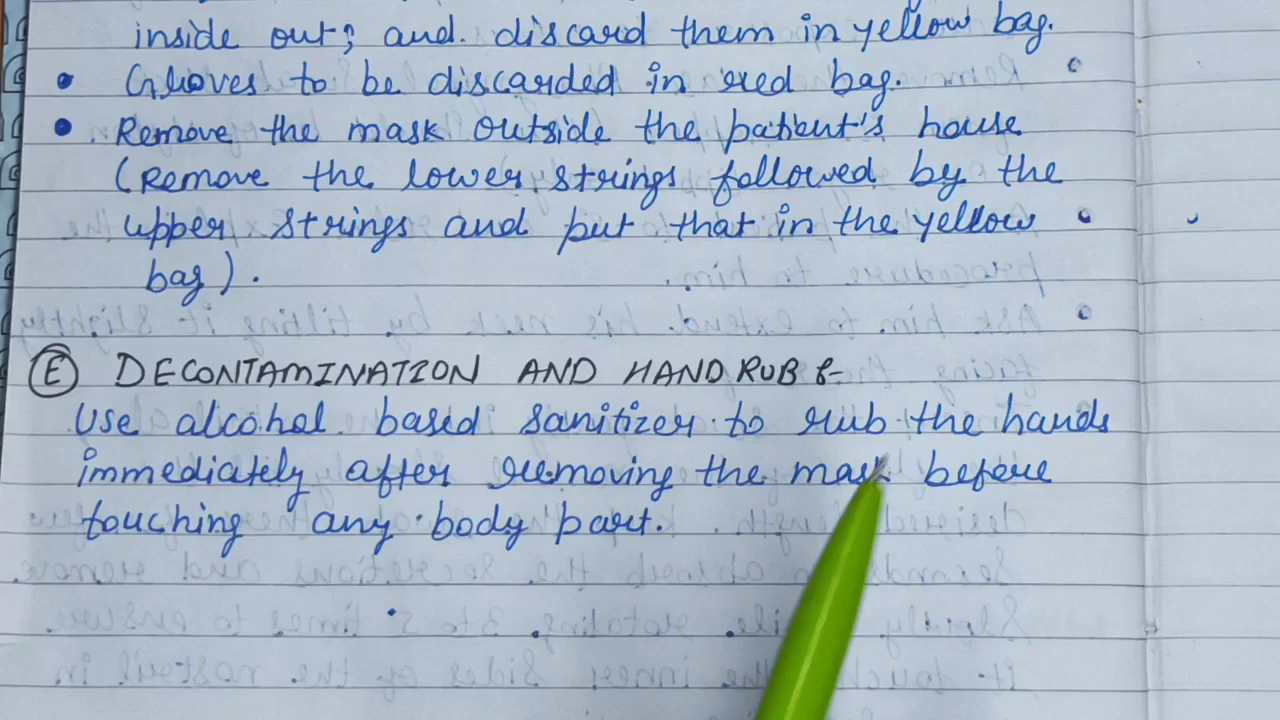 inside out; and discard them in yellow bag.
• Gloves to be discarded in red bag.
• Remove the mask outside the patient's house
(Remove the lower strings followed by the
upper strings and put that in the yellow
bag).
(E) DECONTAMINATION AND HANDRUB :-
Use alcohol based sanitizer to rub the hands
immediately after removing the mask before
touching any body part.